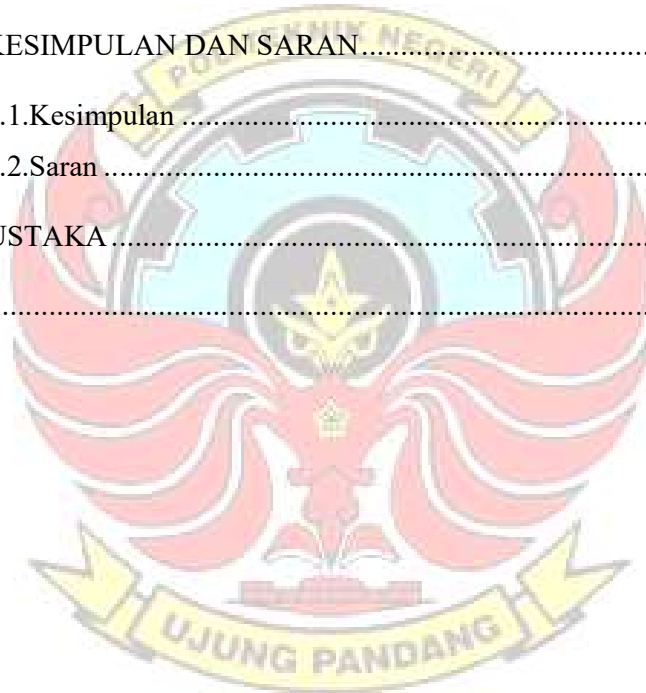 POLITEKNIK NEGERI
KESIMPULAN DAN SARAN.......................................
.1.Kesimpulan ...............................................................
.2.Saran .........................................................................
USTAKA ........................................................................
.......................................................................................
UJUNG PANDANG